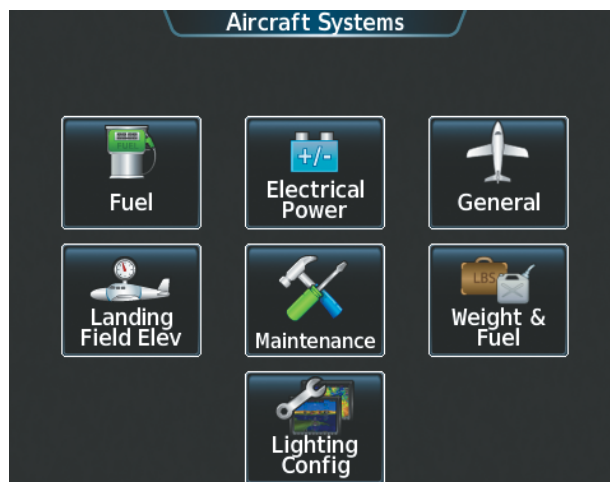 Aircraft Systems
FUEL
Fuel
+/-
Electrical
Power
General
Landing
Field Elev
Maintenance
LBS
Weight &
Fuel
Lighting
Config